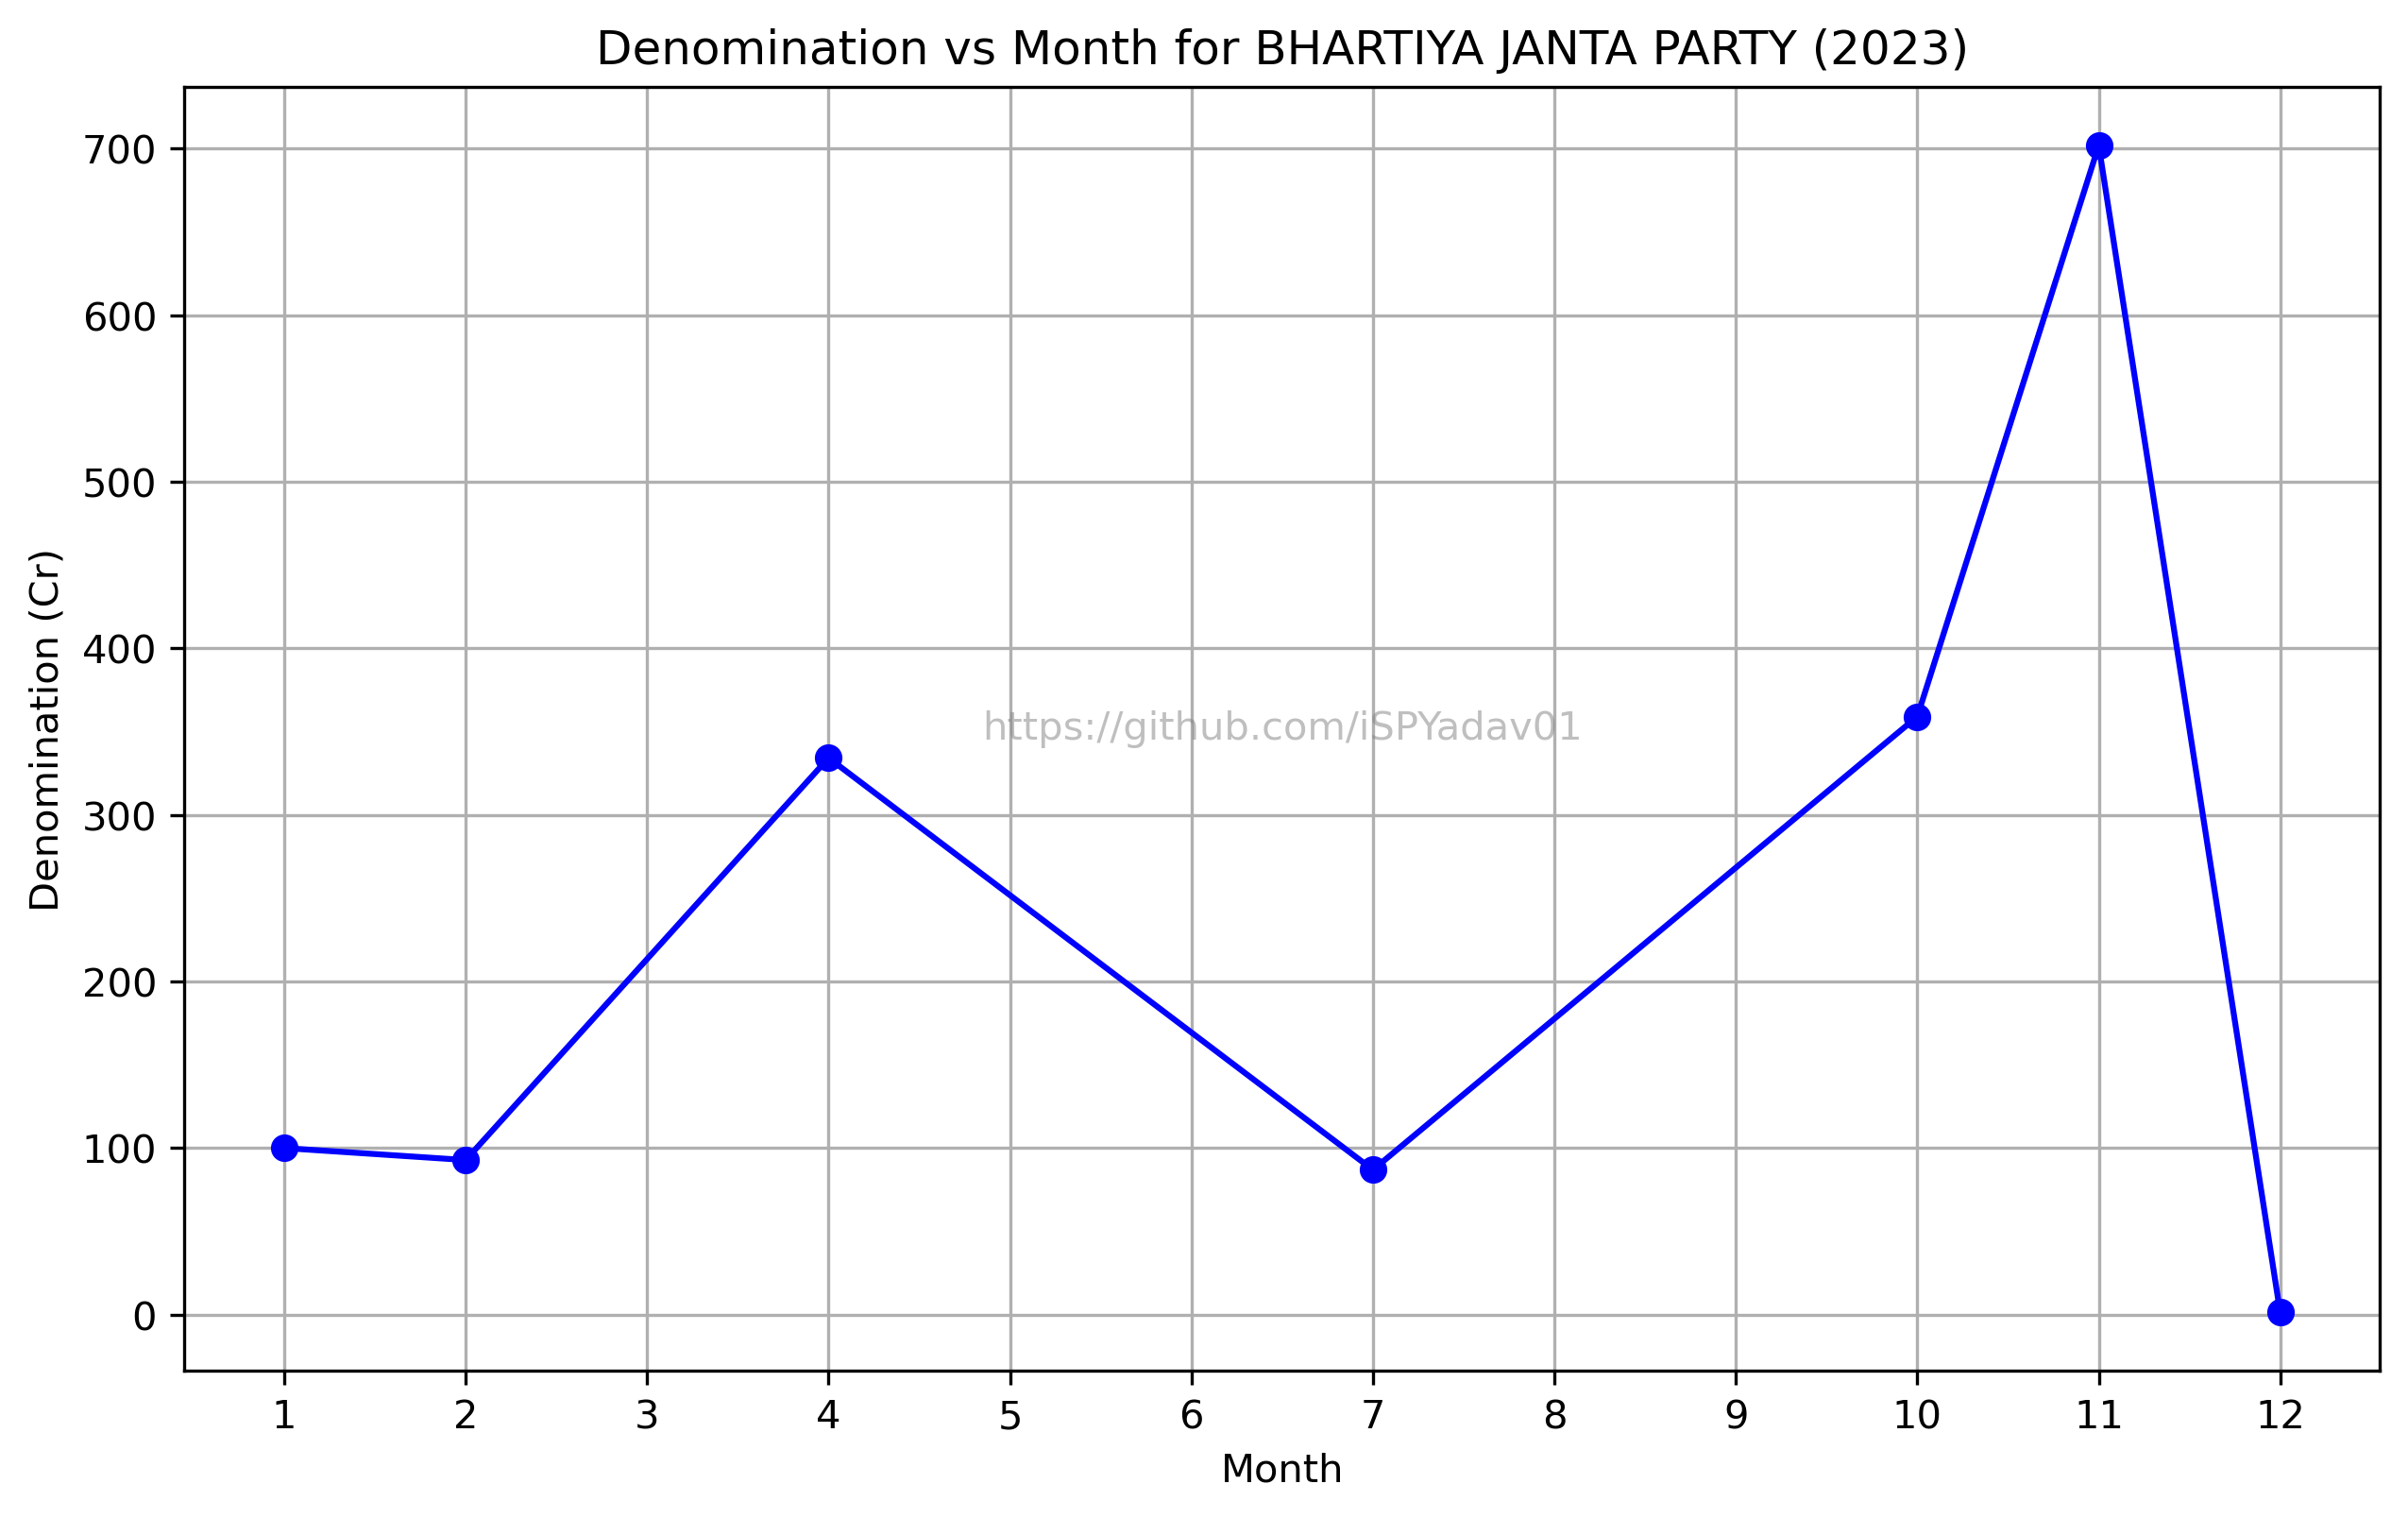 Denomination vs Month for BHARTIYA JANTA PARTY (2023)
700
600
500
400
300
200
100
0
Denomination (Cr)
https://github.com/iSPYadav01
1 2 3 4 5 6 7 8 9 10 11 12
Month